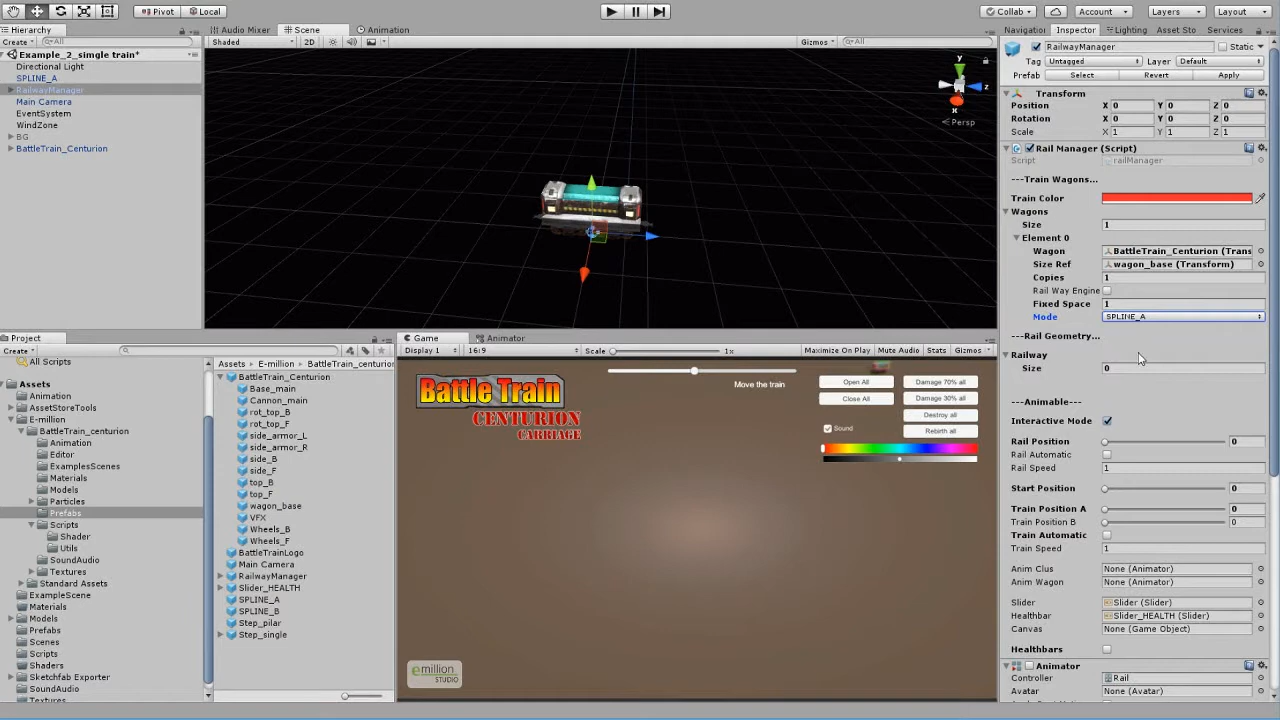 Pivot Local Collab Account Layers Layout
Hierarchy
Create All
Example_2_simgle train*
Directional Light
SPLINE_A
RailwayManager
Main Camera
EventSystem
WindZone
BG
BattleTrain_Centurion
Audio Mixer Scene Animation
Shaded 2D Gizmos All
y
z
x
Persp
Project
Create
All Scripts
Assets
Animation
AssetStoreTools
E-million
BattleTrain_centurion
Animation
Editor
ExamplesScenes
Materials
Models
Particles
Prefabs
Scripts
Shader
Utils
SoundAudio
Textures
Standard Assets
ExampleScene
Materials
Models
Prefabs
Scenes
Scripts
Shaders
Sketchfab Exporter
SoundAudio
Textures
Assets E-million BattleTrain_centurion
BattleTrain_Centurion
Base_main
Cannon_main
rot_top_B
rot_top_F
side_armor_L
side_armor_R
side_B
side_F
top_B
top_F
wagon_base
VFX
Wheels_B
Wheels_F
BattleTrainLogo
Main Camera
RailwayManager
Slider_HEALTH
SPLINE_A
SPLINE_B
Step_pilar
Step_single
Game Animator
Display 1 16:9 Scale 1x Maximize On Play Mute Audio Stats Gizmos
Battle Train
CENTURION
CARRIAGE
Move the train
Open All Damage 70% all
Close All Damage 30% all
Destroy all
Sound Rebirth all
emillion
STUDIO
Navigation Inspector Lighting Asset Sto Services
RailwayManager Static
Tag Untagged Layer Default
Prefab Select Revert Apply
Transform
Position X 0 Y 0 Z 0
Rotation X 0 Y 0 Z 0
Scale X 1 Y 1 Z 1
Rail Manager (Script)
Script railManager
---Train Wagons...
Train Color
Wagons
Size 1
Element 0
Wagon BattleTrain_Centurion (Trans
Size Ref wagon_base (Transform)
Copies 1
Rail Way Engine
Fixed Space 1
Mode SPLINE_A
---Rail Geometry...
Railway
Size 0
---Animable---
Interactive Mode
Rail Position 0
Rail Automatic
Rail Speed 1
Start Position 0
Train Position A 0
Train Position B 0
Train Automatic
Train Speed 1
Anim Clus None (Animator)
Anim Wagon None (Animator)
Slider Slider (Slider)
Healthbar Slider_HEALTH (Slider)
Canvas None (Game Object)
Healthbars
Animator
Controller Rail
Avatar None (Avatar)